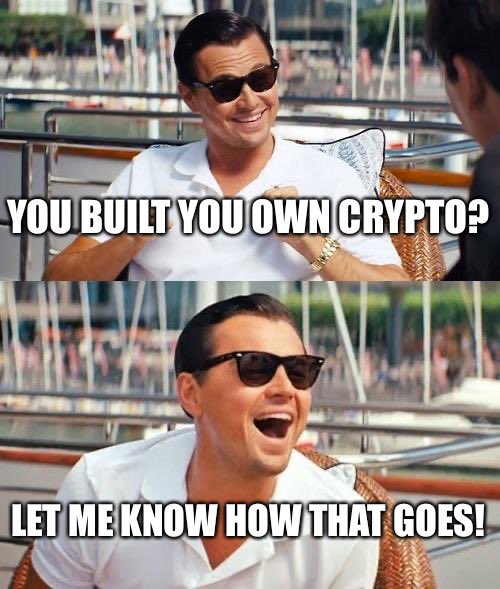 YOU BUILT YOU OWN CRYPTO?
LET ME KNOW HOW THAT GOES!